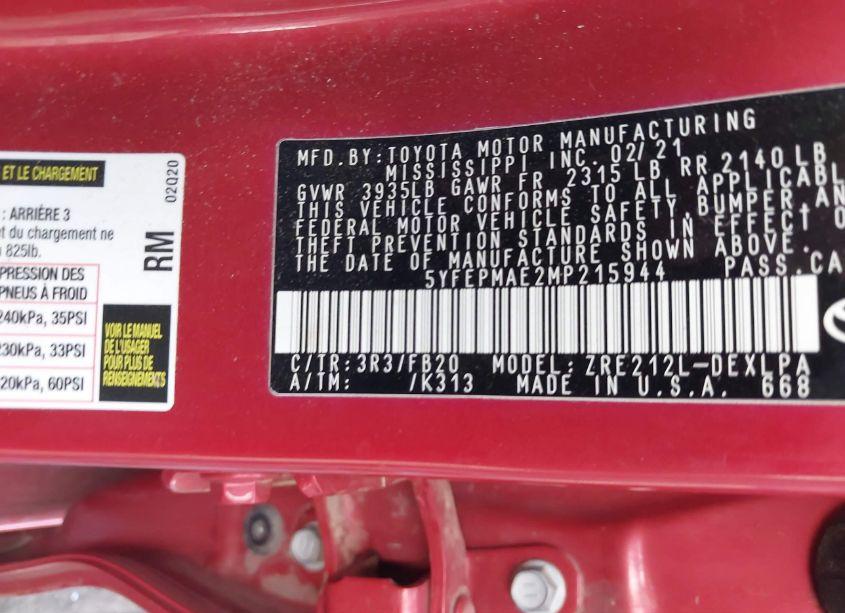 ET LE CHARGEMENT
: ARRIÈRE 3
t du chargement ne
825lb.
PRESSION DES
PNEUS À FROID
240kPa, 35PSI
230kPa, 33PSI
20kPa, 60PSI
RM
02020
VOIR LE MANUEL
DE L'USAGER
POUR PLUS DE
RENSEIGNEMENTS
MFD.BY:TOYOTA MOTOR MANUFACTURING
MISSISSIPPI INC. 02/21
GVWR 3935LB GAWR FR 2315 LB RR 2140 LB
THIS VEHICLE CONFORMS TO ALL APPLICABL
FEDERAL MOTOR VEHICLE SAFETY, BUMPER, AN
THEFT PREVENTION STANDARDS IN EFFECT O
THE DATE OF MANUFACTURE SHOWN ABOVE.
5YFEPMAE2MP215944 PASS.CA
C/TR:3R3/FB20 MODEL:ZRE212L-DEXLPA
A/TM: /K313 MADE IN U.S.A. 668